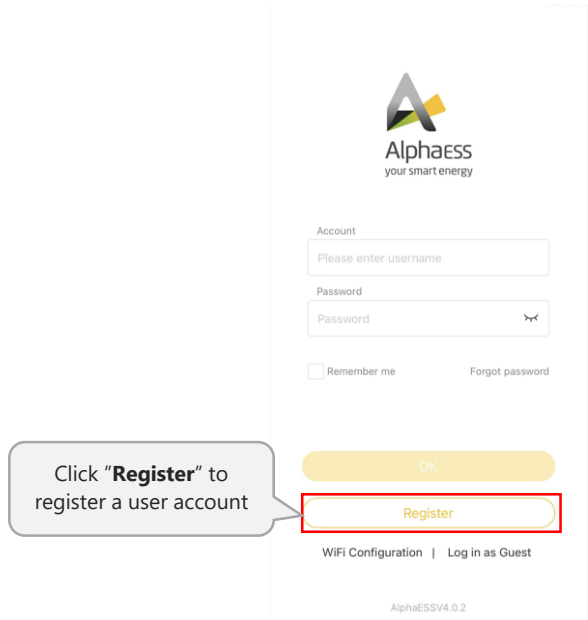 Alphaess
your smart energy
Account
Please enter username
Password
Password
Remember me Forgot password
OK
Click "Register" to
register a user account
Register
WiFi Configuration | Log in as Guest
AlphaESSV4.0.2